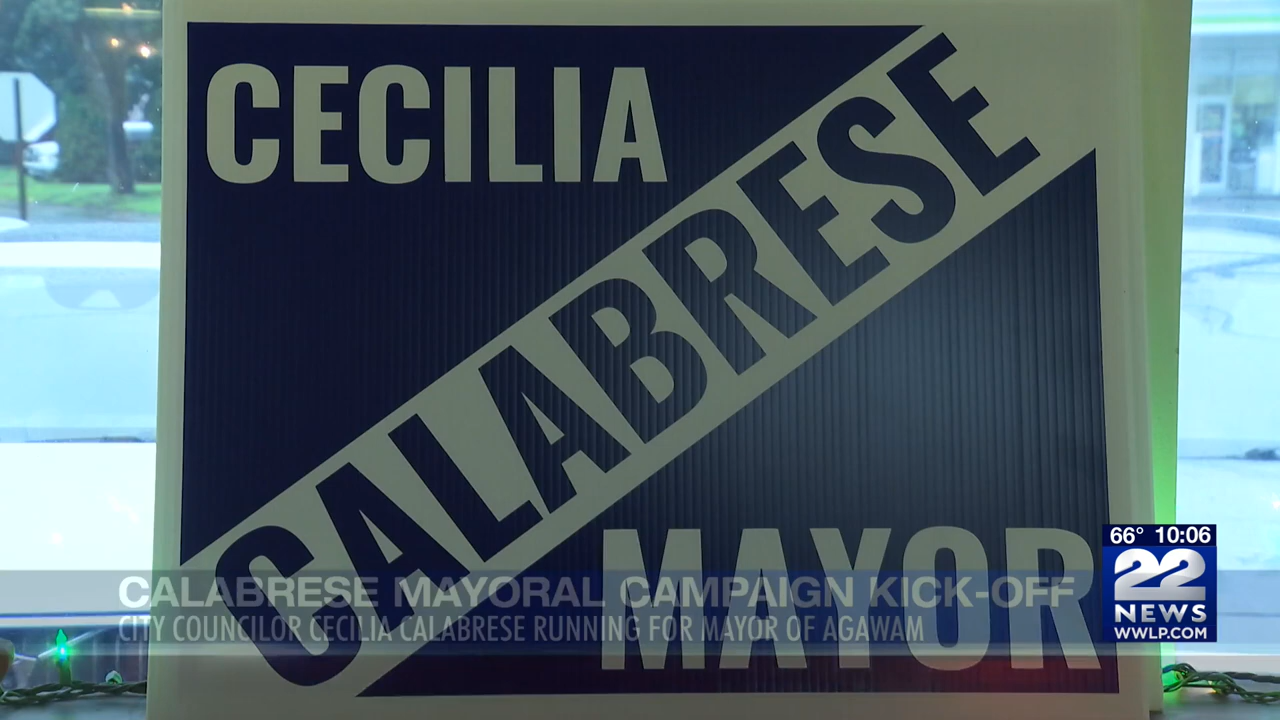 CECILIA
CALABRESE
MAYOR
66° 10:06
22
NEWS
WWLP.COM
CALABRESE MAYORAL CAMPAIGN KICK-OFF
CITY COUNCILOR CECILIA CALABRESE RUNNING FOR MAYOR OF AGAWAM